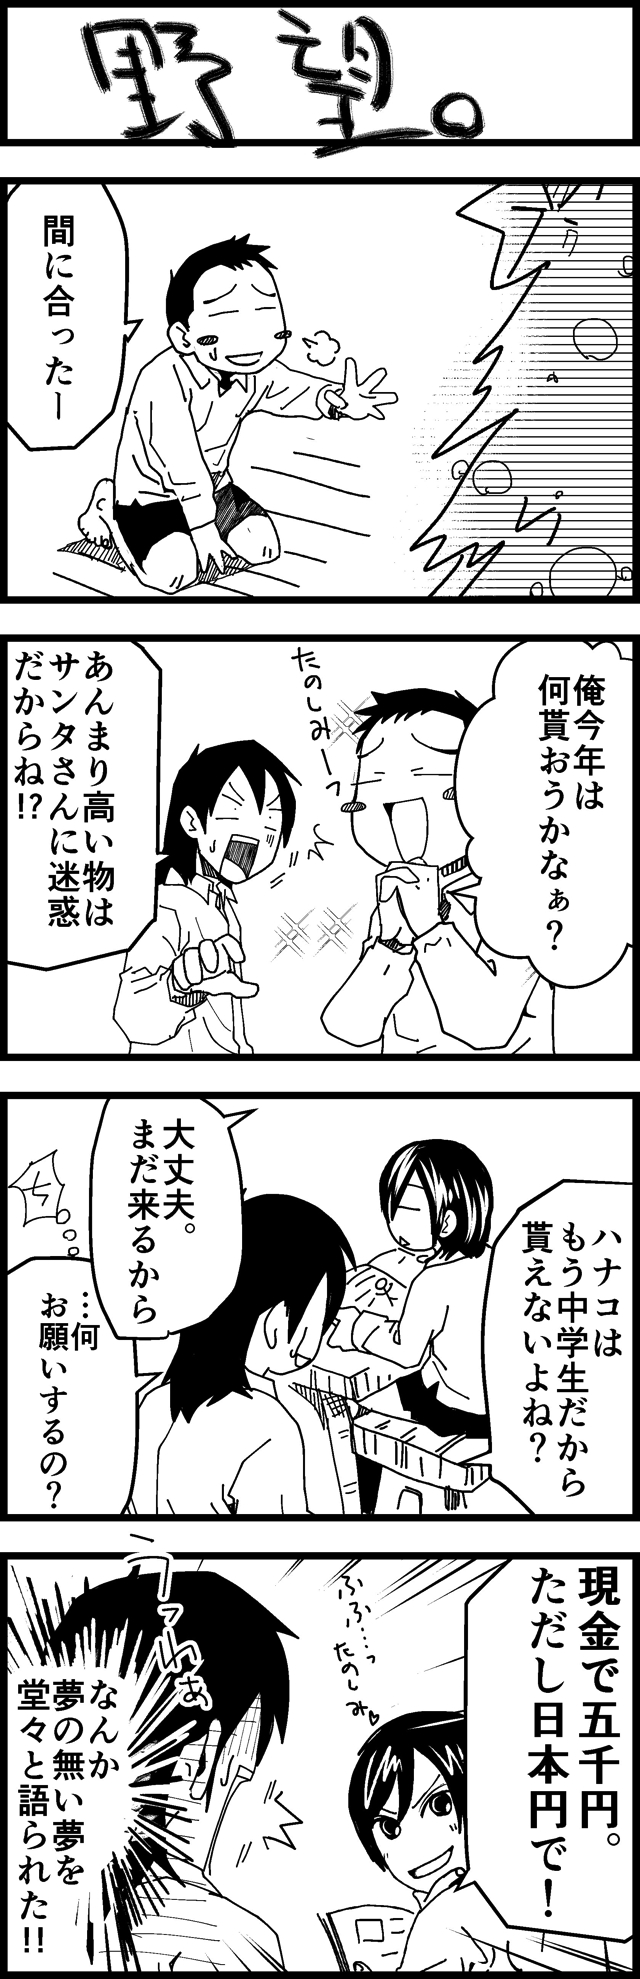 野望。
間に合ったー
俺今年は
何貰おうかなぁ？
たのしみーっ
あんまり高い物は
サンタさんに迷惑
だからね!?
ハナコは
もう中学生だから
貰えないよね？
大丈夫。
まだ来るから
チッ
…何
お願いするの？
現金で五千円。
ただし日本円で！
ふふ…っ
たのしみ♡
なんか
夢の無い夢を
堂々と語られた!!